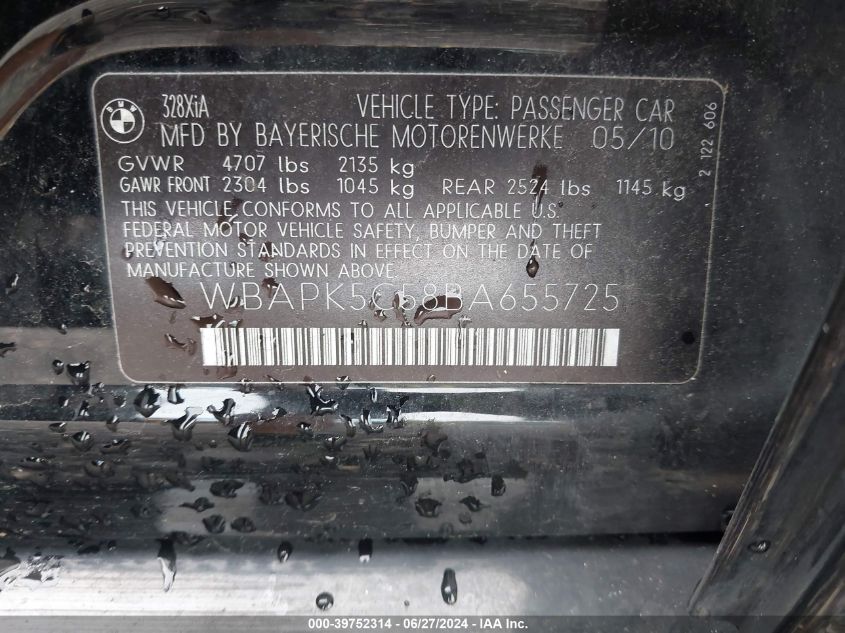 BMW
328XiA
VEHICLE TYPE: PASSENGER CAR
MFD BY BAYERISCHE MOTORENWERKE 05/10
GVWR 4707 lbs 2135 kg
GAWR FRONT 2304 lbs 1045 kg REAR 2524 lbs 1145 kg
THIS VEHICLE CONFORMS TO ALL APPLICABLE U.S.
FEDERAL MOTOR VEHICLE SAFETY, BUMPER AND THEFT
PREVENTION STANDARDS IN EFFECT ON THE DATE OF
MANUFACTURE SHOWN ABOVE.
WBAPK5C58BA655725
2 122 606
000-39752314 - 06/27/2024 - IAA Inc.